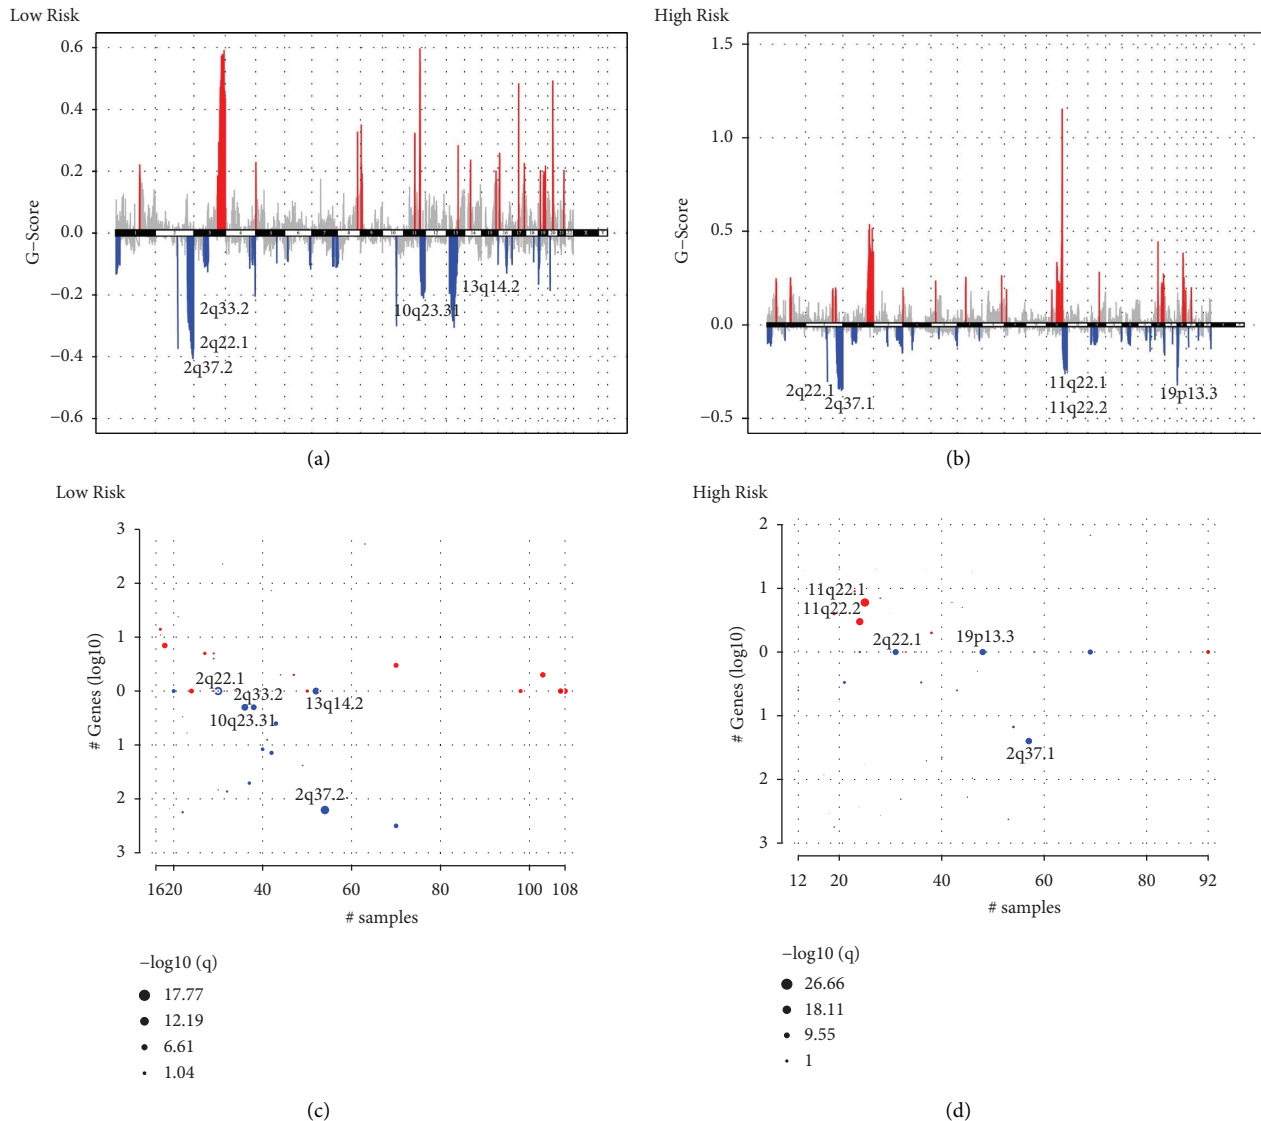 Low Risk
0.6
0.4
0.2
0.0
−0.2
−0.4
−0.6
G−Score
2q33.2
2q22.1
2q37.2
10q23.31
13q14.2
(a)
High Risk
1.5
1.0
0.5
0.0
−0.5
G−Score
2q22.1
2q37.1
11q22.1
11q22.2
19p13.3
(b)
Low Risk
3
2
1
0
1
2
3
# Genes (log10)
2q22.1
2q33.2
10q23.31
13q14.2
2q37.2
1620 40 60 80 100 108
# samples
−log10 (q)
17.77
12.19
6.61
1.04
(c)
High Risk
2
1
0
1
2
3
# Genes (log10)
11q22.1
11q22.2
2q22.1
19p13.3
2q37.1
12 20 40 60 80 92
# samples
−log10 (q)
26.66
18.11
9.55
1
(d)